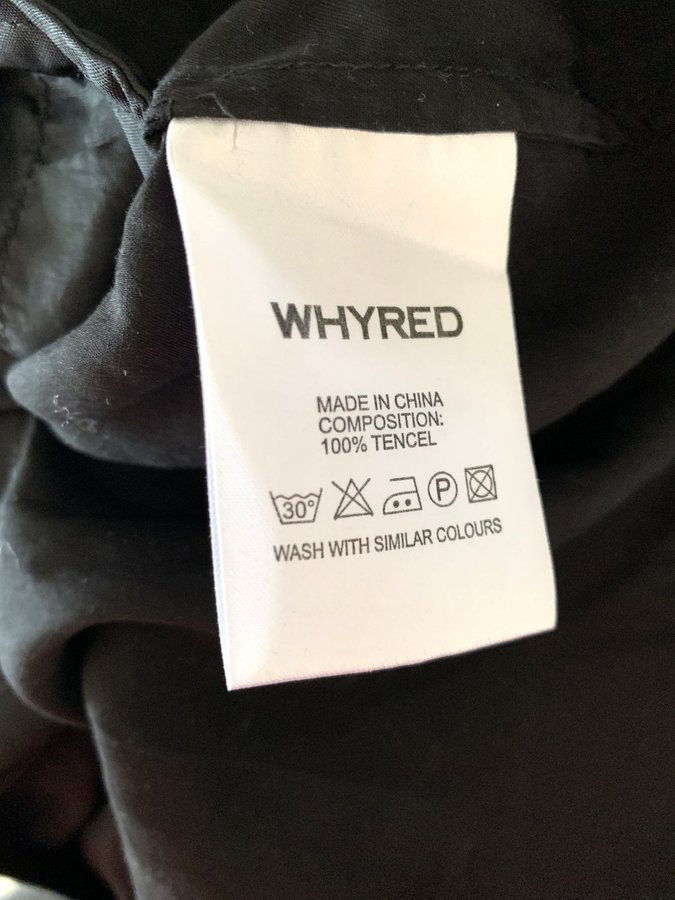 WHYRED
MADE IN CHINA
COMPOSITION:
100% TENCEL
30° P
WASH WITH SIMILAR COLOURS